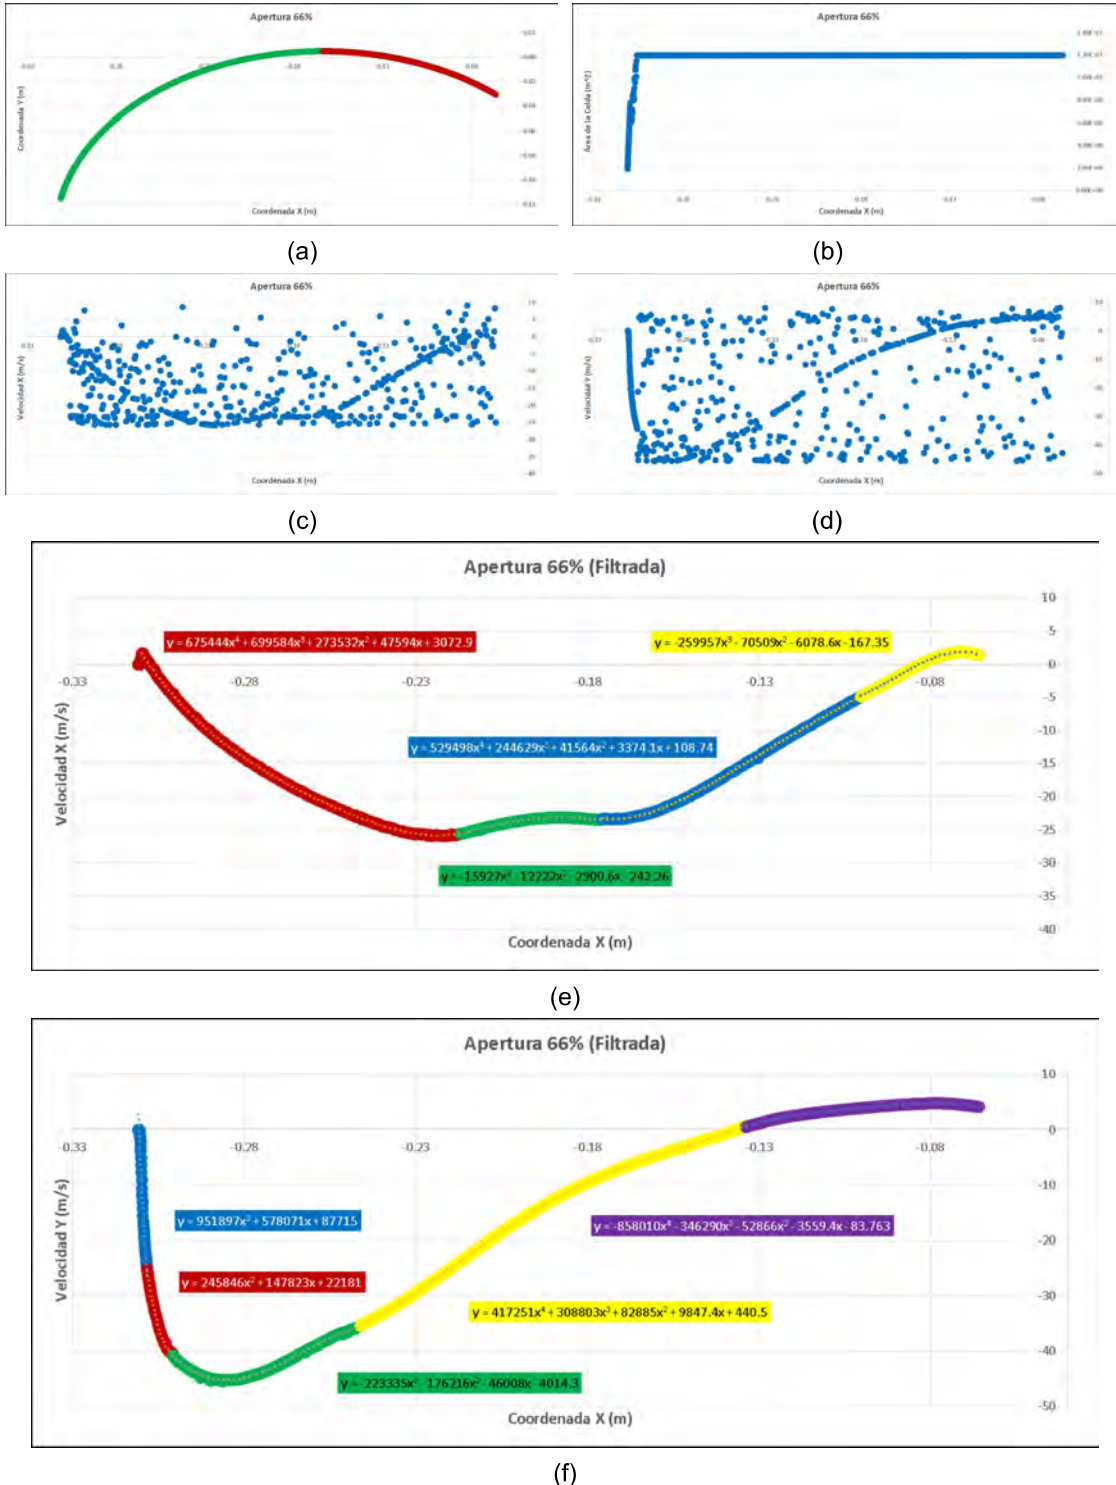 Apertura 66%
Coordenada Y (m)
Coordenada X (m)
(a)
Apertura 66%
Área de la Celda (m^2)
Coordenada X (m)
(b)
Apertura 66%
Velocidad X (m/s)
Coordenada X (m)
(c)
Apertura 66%
Velocidad Y (m/s)
Coordenada X (m)
(d)
Apertura 66% (Filtrada)
y = 675444x⁴ + 699584x³ + 273532x² + 47594x + 3072.9
y = -259957x³ - 70509x² - 6078.6x - 167.35
y = 529498x⁴ + 244629x³ + 41564x² + 3374.1x + 108.74
y = -15927x³ - 12222x² - 2900.6x - 242.26
10
5
0
-5
-10
-15
-20
-25
-30
-35
-40
-0.33 -0.28 -0.23 -0.18 -0.13 -0.08
Velocidad X (m/s)
Coordenada X (m)
(e)
Apertura 66% (Filtrada)
y = 951897x² + 578071x + 87715
y = 245846x² + 147823x + 22181
y = -223335x³ - 176216x² - 46008x - 4014.3
y = 417251x⁴ + 308803x³ + 82885x² + 9847.4x + 440.5
y = -858010x⁴ - 346290x³ - 52866x² - 3559.4x - 83.763
10
0
-10
-20
-30
-40
-50
-0.33 -0.28 -0.23 -0.18 -0.13 -0.08
Velocidad Y (m/s)
Coordenada X (m)
(f)